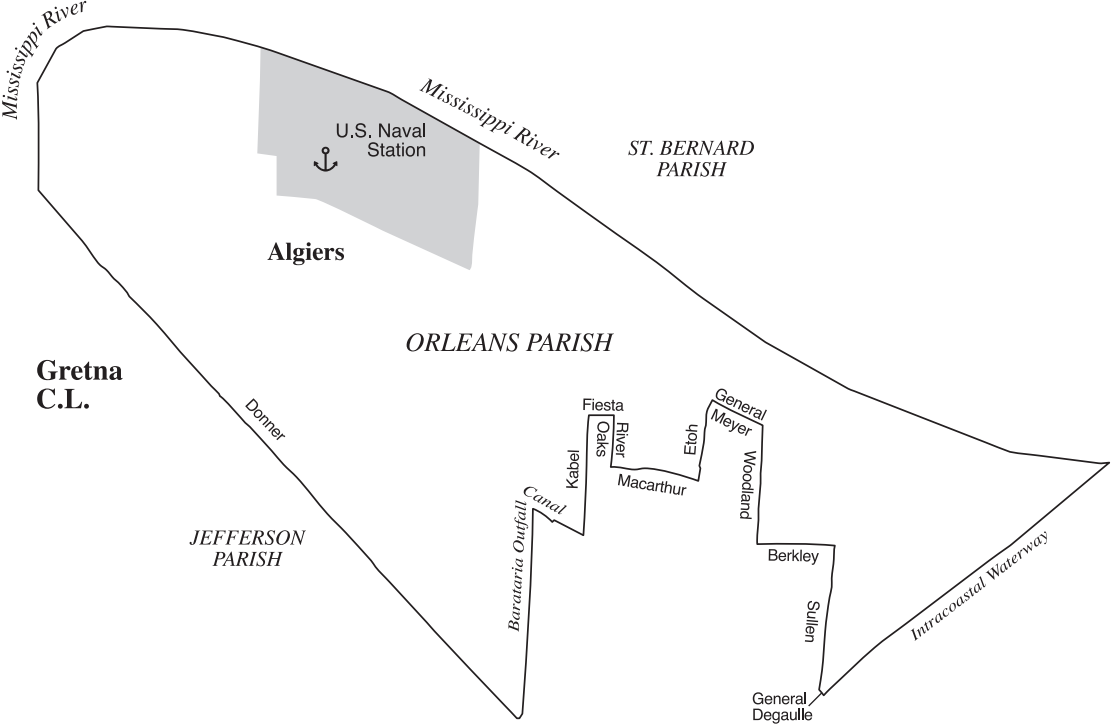 Mississippi River
Mississippi River
U.S. Naval
Station
ST. BERNARD
PARISH
Algiers
ORLEANS PARISH
Gretna
C.L.
Donner
Fiesta
River
Oaks
Kabel
Macarthur
Etoh
General
Meyer
Woodland
Canal
Barataria Outfall
JEFFERSON
PARISH
Berkley
Sullen
Intracoastal Waterway
General
Degaulle